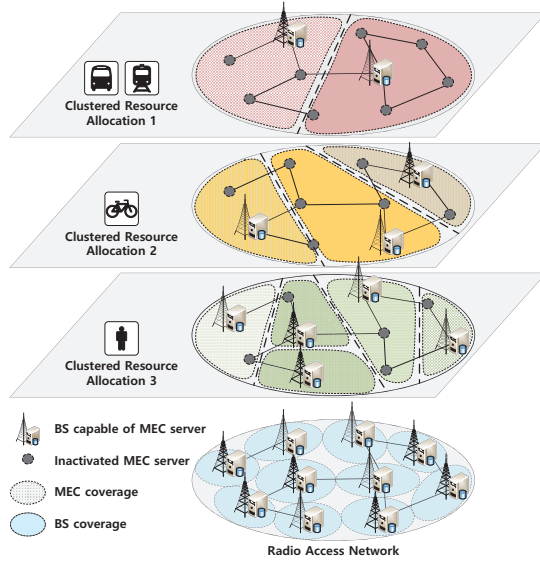 Clustered Resource
Allocation 1
Clustered Resource
Allocation 2
Clustered Resource
Allocation 3
BS capable of MEC server
Inactivated MEC server
MEC coverage
BS coverage
Radio Access Network